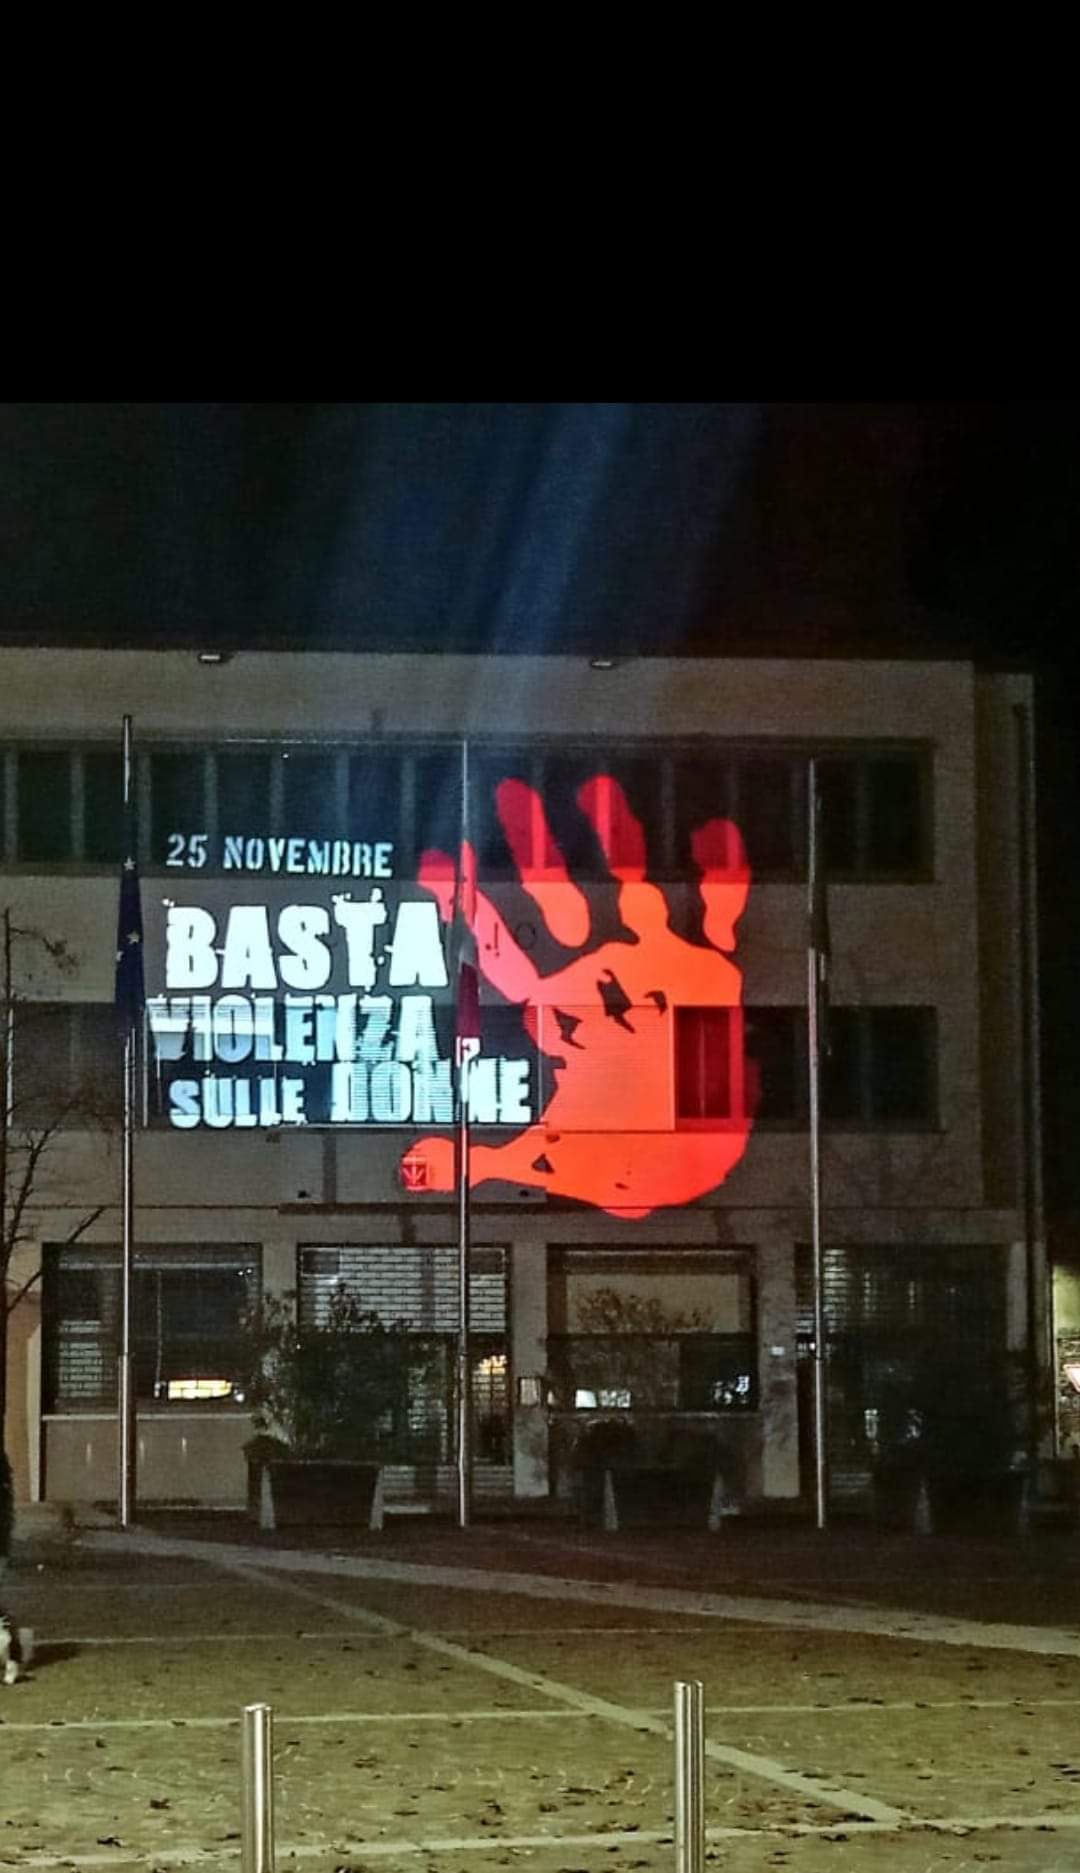 25 NOVEMBRE
BASTA
VIOLENZA
SULLE DONNE